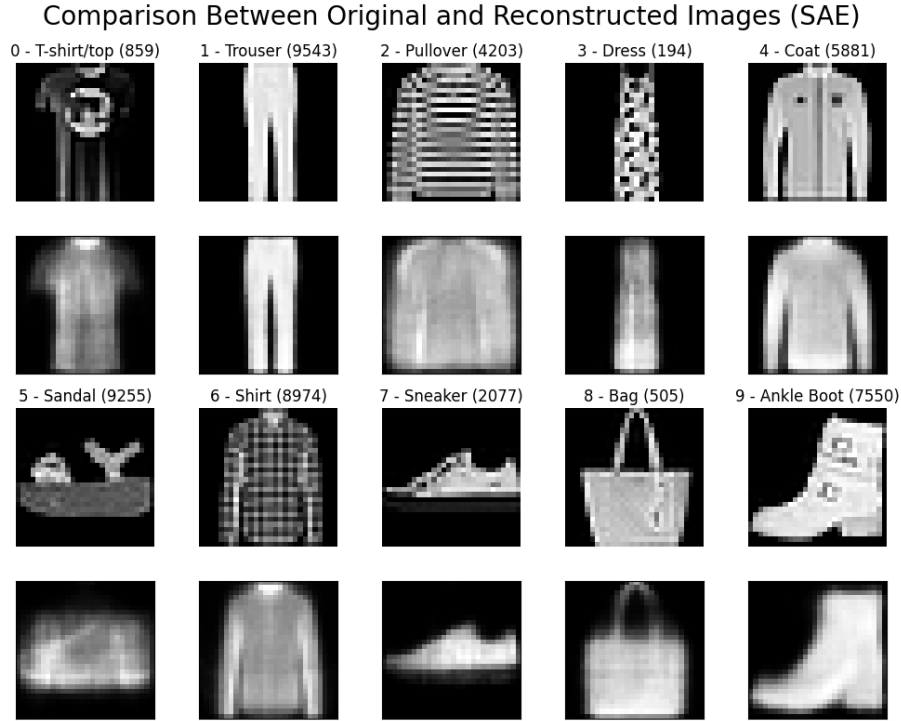 Comparison Between Original and Reconstructed Images (SAE)
0 - T-shirt/top (859) 1 - Trouser (9543) 2 - Pullover (4203) 3 - Dress (194) 4 - Coat (5881)
5 - Sandal (9255) 6 - Shirt (8974) 7 - Sneaker (2077) 8 - Bag (505) 9 - Ankle Boot (7550)